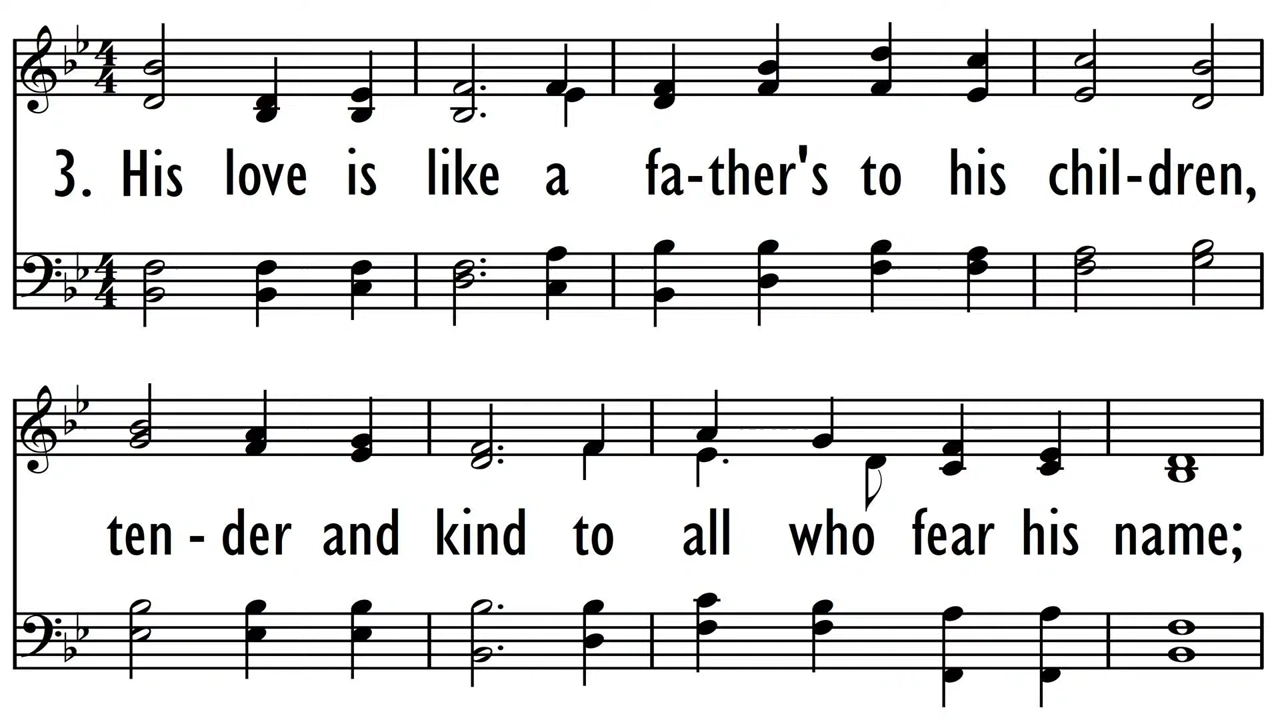 3. His love is like a fa-ther's to his chil-dren,
ten - der and kind to all who fear his name;